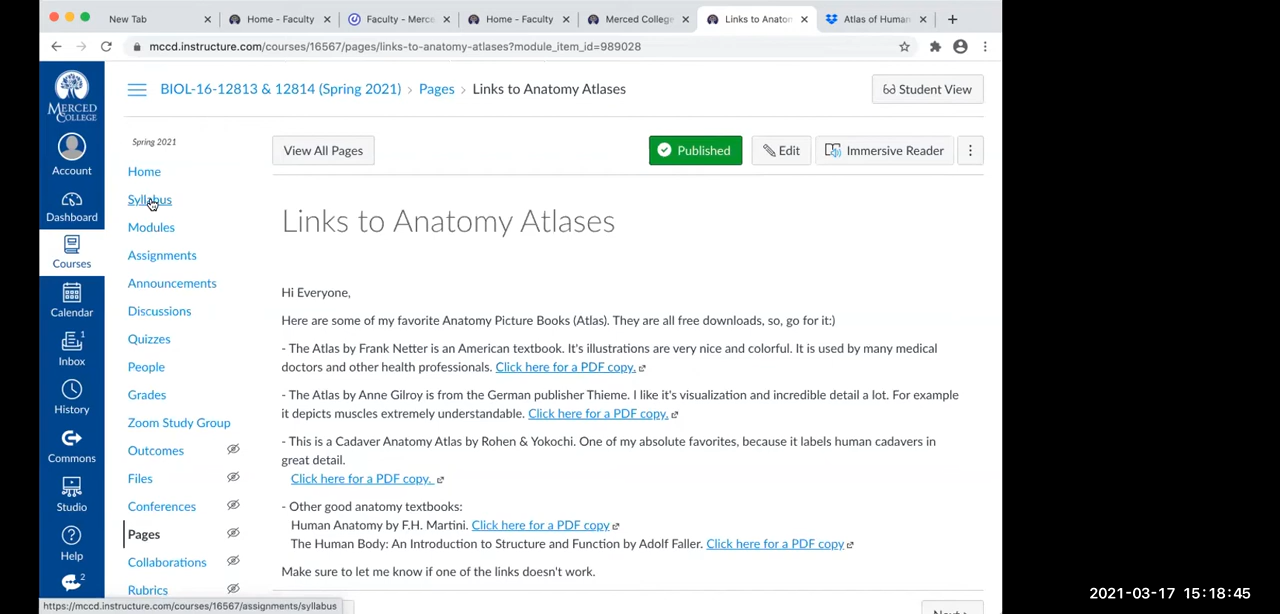 New Tab
Home - Faculty
Faculty - Merce
Home - Faculty
Merced College
Links to Anaton
Atlas of Human
mccd.instructure.com/courses/16567/pages/links-to-anatomy-atlases?module_item_id=989028
MERCED
COLLEGE
BIOL-16-12813 & 12814 (Spring 2021) › Pages › Links to Anatomy Atlases
Student View
Spring 2021
View All Pages
Published
Edit
Immersive Reader
Account
Dashboard
Courses
Calendar
1
Inbox
History
Commons
Studio
Help
2
Home
Syllabus
Modules
Assignments
Announcements
Discussions
Quizzes
People
Grades
Zoom Study Group
Outcomes
Files
Conferences
Pages
Collaborations
Rubrics
Links to Anatomy Atlases
Hi Everyone,
Here are some of my favorite Anatomy Picture Books (Atlas). They are all free downloads, so, go for it:)
- The Atlas by Frank Netter is an American textbook. It's illustrations are very nice and colorful. It is used by many medical
doctors and other health professionals. Click here for a PDF copy.
- The Atlas by Anne Gilroy is from the German publisher Thieme. I like it's visualization and incredible detail a lot. For example
it depicts muscles extremely understandable. Click here for a PDF copy.
- This is a Cadaver Anatomy Atlas by Rohen & Yokochi. One of my absolute favorites, because it labels human cadavers in
great detail.
Click here for a PDF copy.
- Other good anatomy textbooks:
Human Anatomy by F.H. Martini. Click here for a PDF copy
The Human Body: An Introduction to Structure and Function by Adolf Faller. Click here for a PDF copy
Make sure to let me know if one of the links doesn't work.
Next
https://mccd.instructure.com/courses/16567/assignments/syllabus
2021-03-17 15:18:45